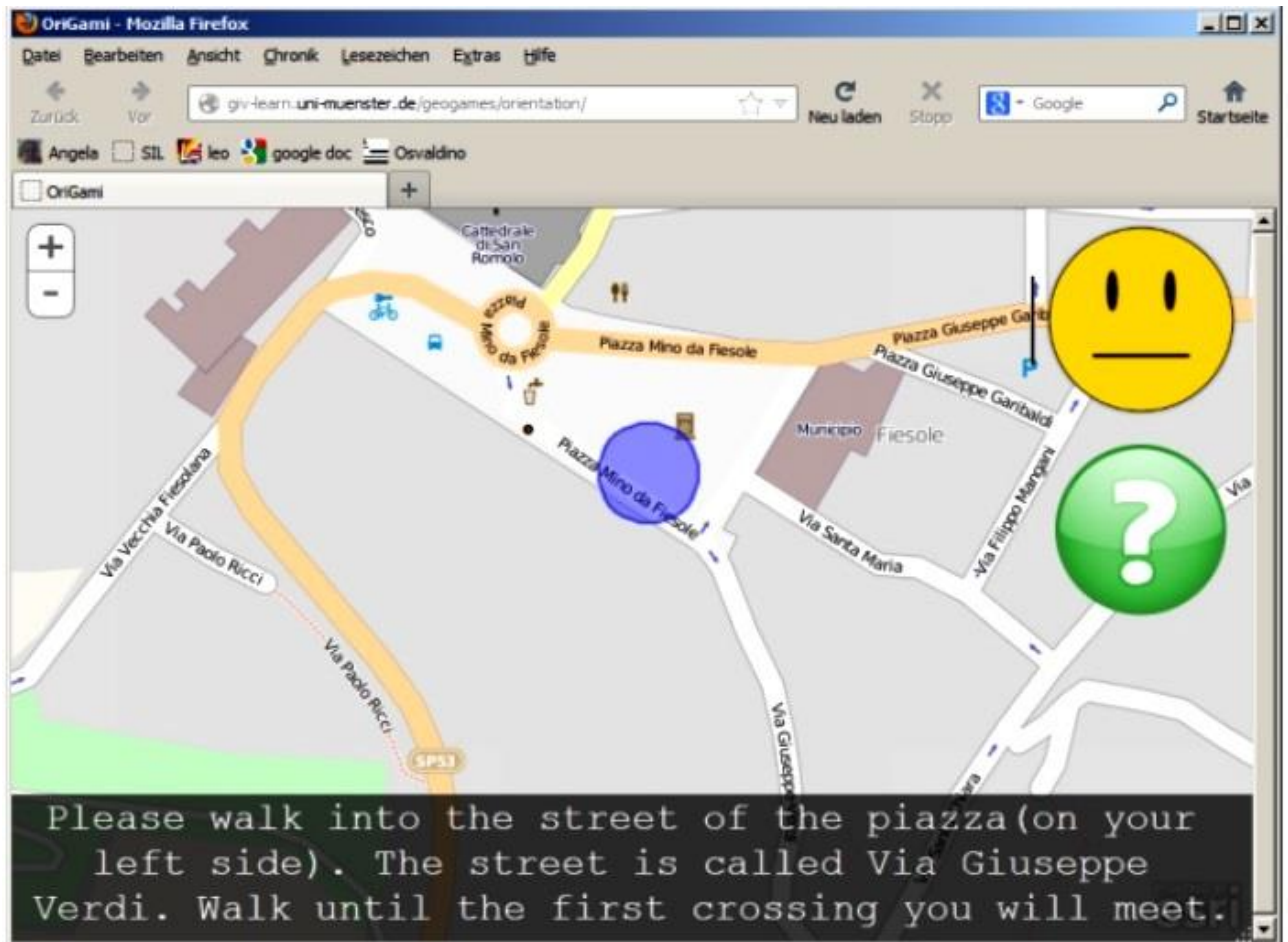 OriGami - Mozilla Firefox
Datei Bearbeiten Ansicht Chronik Lesezeichen Extras Hilfe
Zurück Vor giv-learn.uni-muenster.de/geogames/orientation/ Neu laden Stopp Google Startseite
Angela SIL leo google doc Osvaldino
OriGami +
+
-
Cattedrale
di San
Romolo
Piazza
Mino da Fiesole
Piazza Mino da Fiesole
Piazza Giuseppe Garib
P
Piazza Giuseppe Garibaldi
Municipio
Fiesole
Piazza Mino da Fiesole
Via Vecchia Fiesolana
Via Paolo Ricci
Via Santa Maria
Via Filippo Mangani
Via
Via Paolo Ricci
SP53
Via Giuseppe
?
Please walk into the street of the piazza(on your
left side). The street is called Via Giuseppe
Verdi. Walk until the first crossing you will meet.